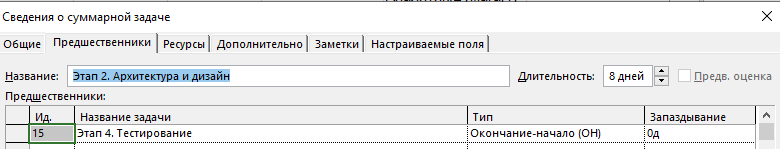 Сведения о суммарной задаче
Общие Предшественники Ресурсы Дополнительно Заметки Настраиваемые поля
Название: Этап 2. Архитектура и дизайн Длительность: 8 дней Предв. оценка
Предшественники:
Ид. Название задачи Тип Запаздывание
15 Этап 4. Тестирование Окончание-начало (ОН) 0д